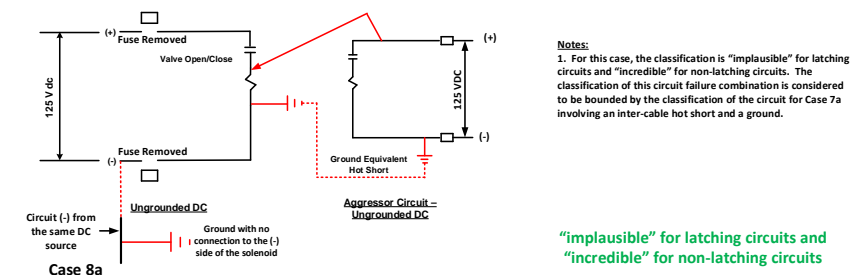 (+)
Fuse Removed
Valve Open/Close
125 V dc
Fuse Removed
(-)
Ungrounded DC
Circuit (-) from
the same DC
source
Ground with no
connection to the (-)
side of the solenoid
Case 8a
Ground Equivalent
Hot Short
(+)
125 VDC
(-)
Aggressor Circuit –
Ungrounded DC
Notes:
1. For this case, the classification is “implausible” for latching
circuits and “incredible” for non-latching circuits. The
classification of this circuit failure combination is considered
to be bounded by the classification of the circuit for Case 7a
involving an inter-cable hot short and a ground.
“implausible” for latching circuits and
“incredible” for non-latching circuits